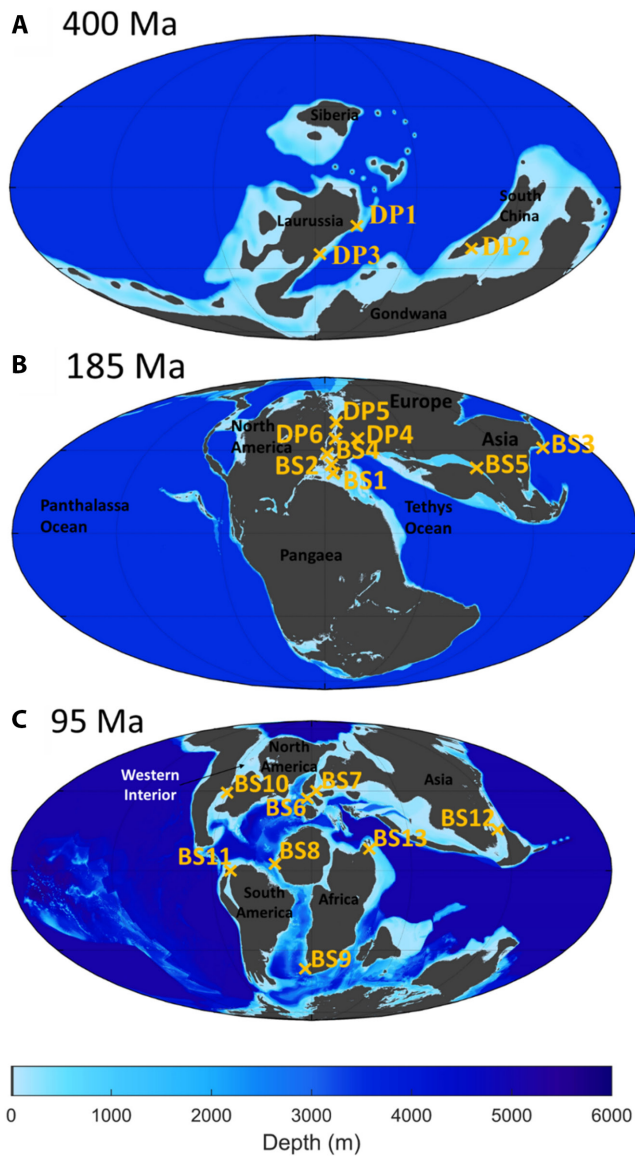 A 400 Ma
Siberia
Laurussia
DP1
South
China
DP3
DP2
Gondwana
B 185 Ma
Europe
DP5
North
America
DP6
DP4
Asia
BS3
BS4
BS2
BS5
BS1
Panthalassa
Ocean
Tethys
Ocean
Pangaea
C 95 Ma
North
America
Western
Interior
Asia
BS10
BS7
BS6
BS12
BS13
BS11
BS8
South
America
Africa
BS9
0 1000 2000 3000 4000 5000 6000
Depth (m)